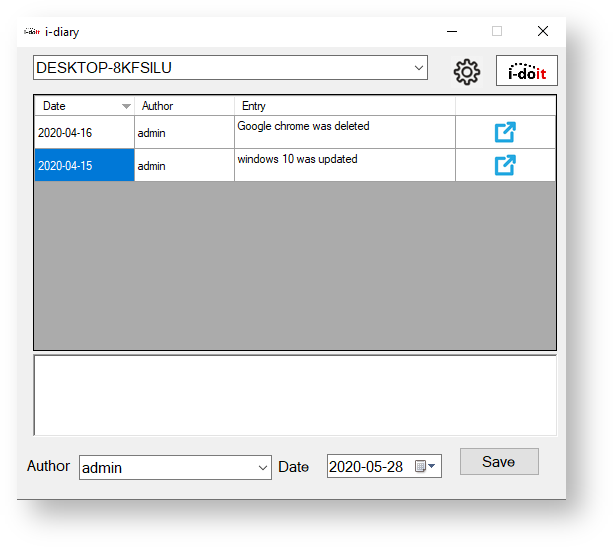 i-doit i-diary
DESKTOP-8KFSILU
i-doit
Date Author Entry
2020-04-16 admin Google chrome was deleted
2020-04-15 admin windows 10 was updated
Author admin Date 2020-05-28 Save